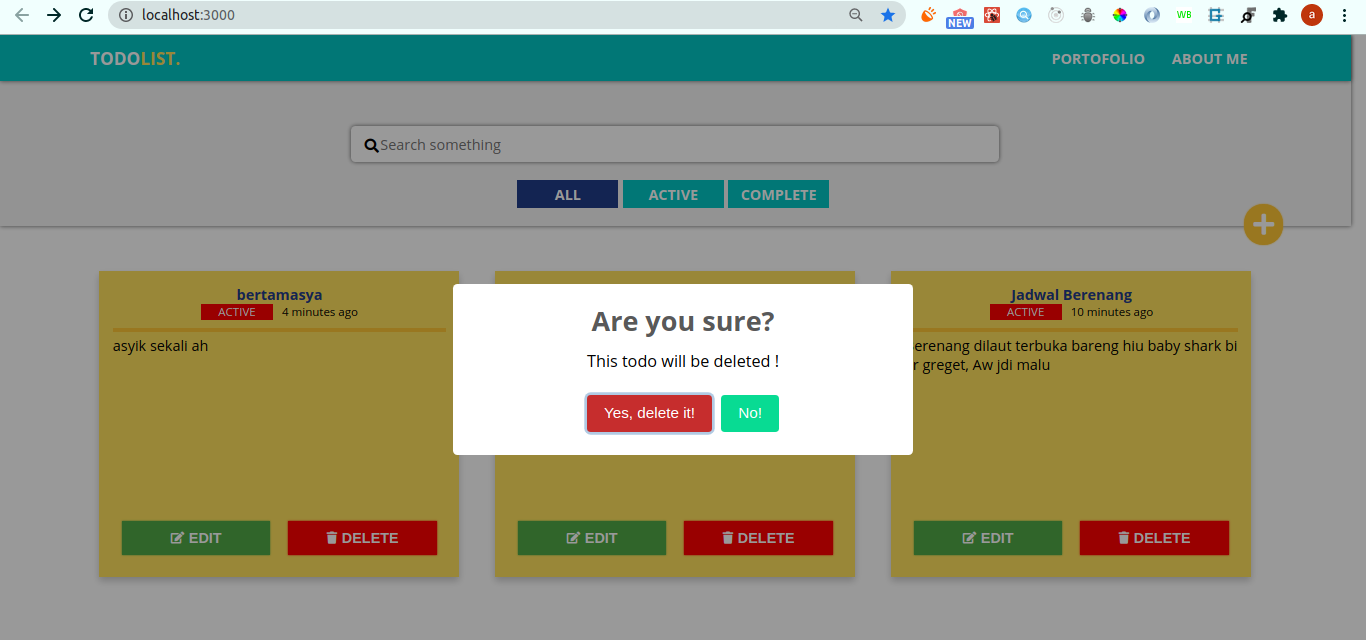 localhost:3000
NEW
WB
a
TODOLIST.
PORTOFOLIO
ABOUT ME
Search something
ALL
ACTIVE
COMPLETE
bertamasya
ACTIVE 4 minutes ago
asyik sekali ah
EDIT
DELETE
Are you sure?
This todo will be deleted !
Yes, delete it!
No!
EDIT
DELETE
Jadwal Berenang
ACTIVE 10 minutes ago
erenang dilaut terbuka bareng hiu baby shark bi
r greget, Aw jdi malu
EDIT
DELETE